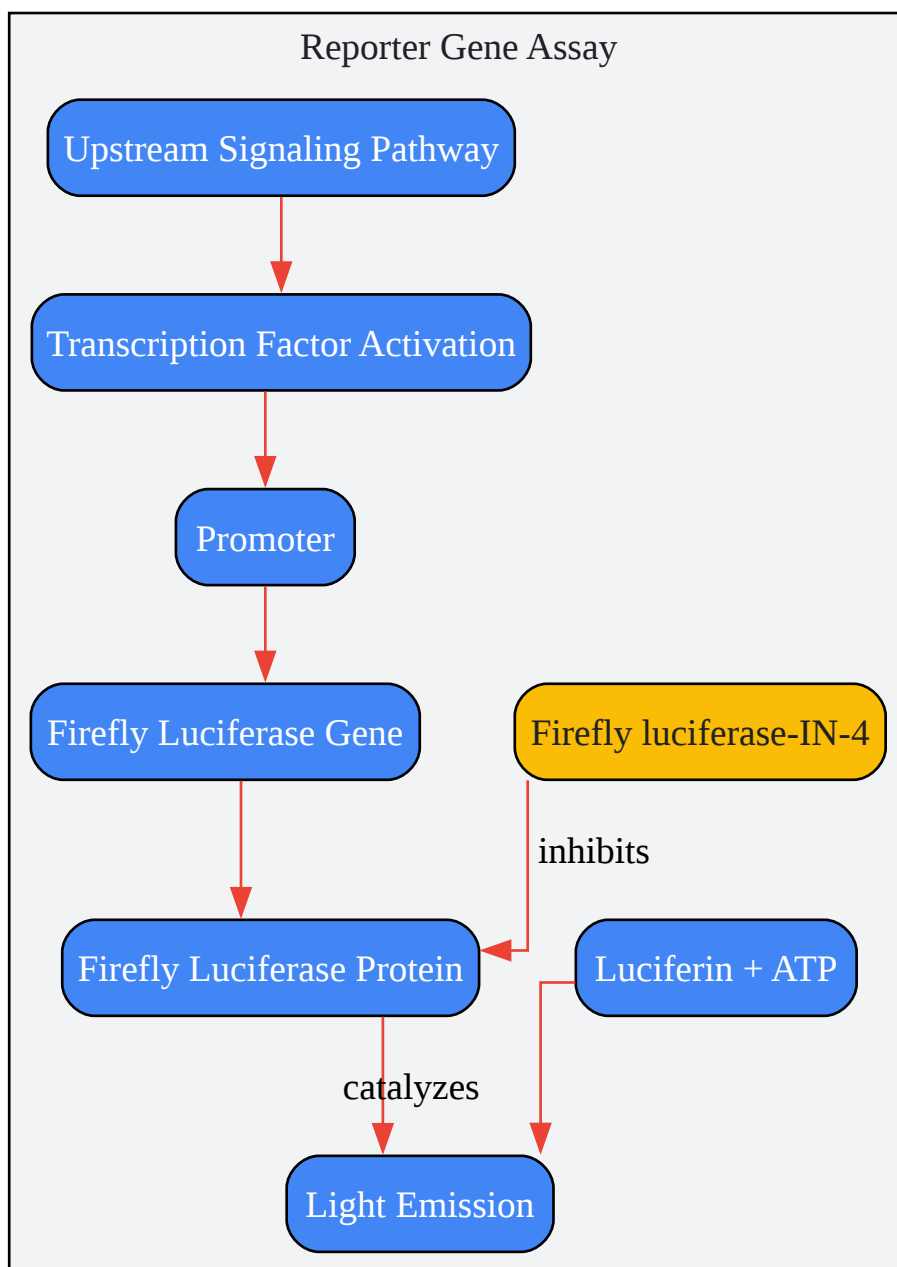 Reporter Gene Assay
Upstream Signaling Pathway
Transcription Factor Activation
Promoter
Firefly Luciferase Gene
Firefly luciferase-IN-4
inhibits
Firefly Luciferase Protein
Luciferin + ATP
catalyzes
Light Emission